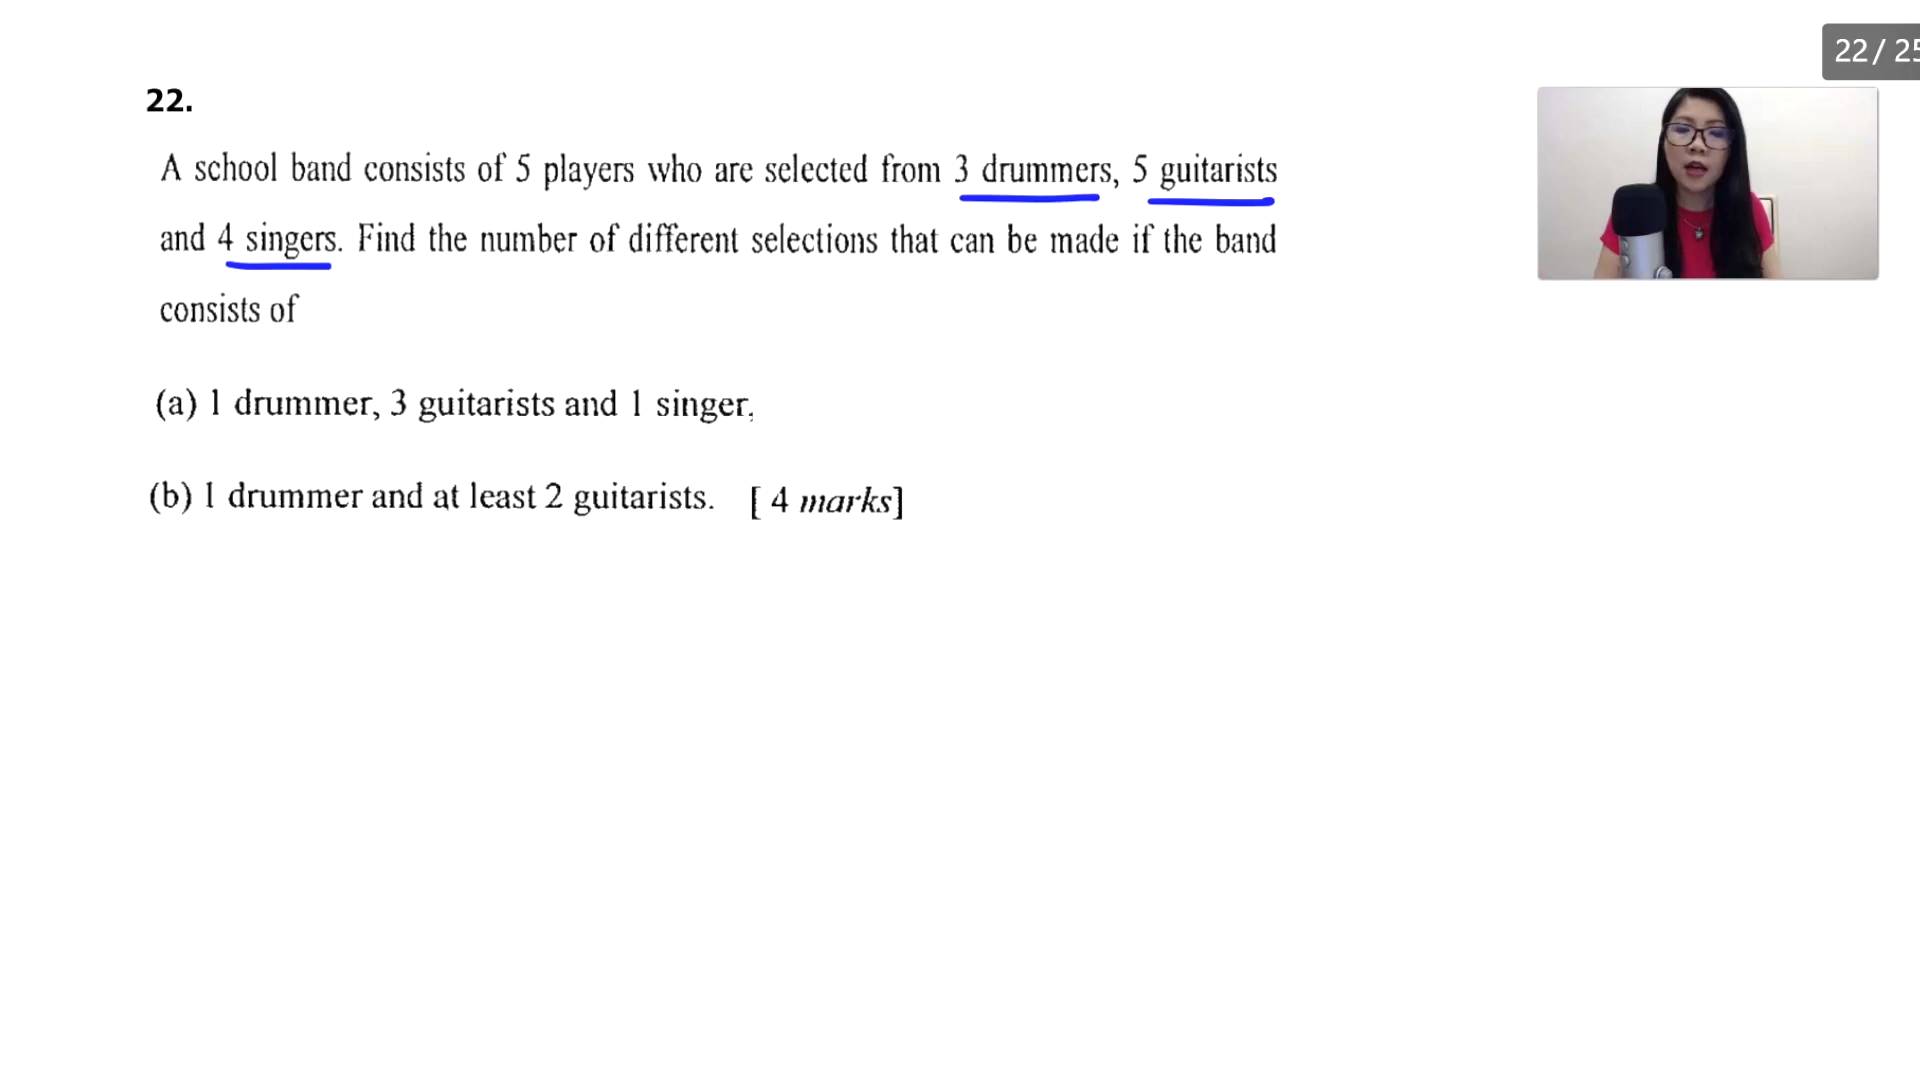 22 / 25
22.
A school band consists of 5 players who are selected from 3 drummers, 5 guitarists
and 4 singers. Find the number of different selections that can be made if the band
consists of
(a) 1 drummer, 3 guitarists and 1 singer,
(b) 1 drummer and at least 2 guitarists. [ 4 marks]